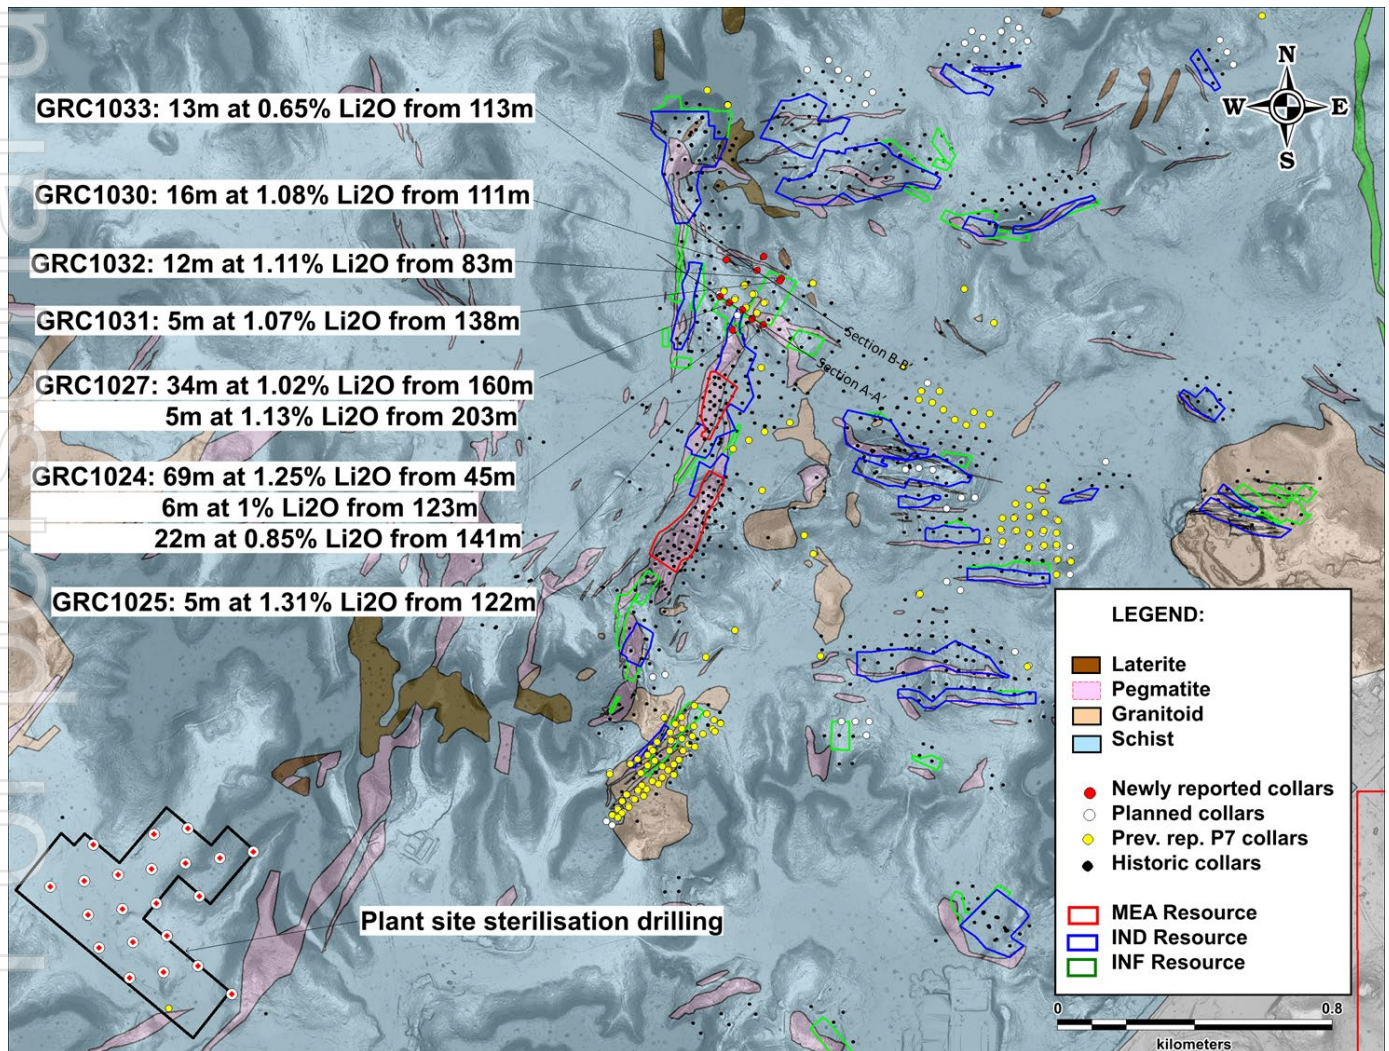 GRC1033: 13m at 0.65% Li2O from 113m
GRC1030: 16m at 1.08% Li2O from 111m
GRC1032: 12m at 1.11% Li2O from 83m
GRC1031: 5m at 1.07% Li2O from 138m
GRC1027: 34m at 1.02% Li2O from 160m
5m at 1.13% Li2O from 203m
GRC1024: 69m at 1.25% Li2O from 45m
6m at 1% Li2O from 123m
22m at 0.85% Li2O from 141m
GRC1025: 5m at 1.31% Li2O from 122m
N
W E
S
Section B-B'
Section A-A'
Plant site sterilisation drilling
LEGEND:
Laterite
Pegmatite
Granitoid
Schist
Newly reported collars
Planned collars
Prev. rep. P7 collars
Historic collars
MEA Resource
IND Resource
INF Resource
0 0.8
kilometers